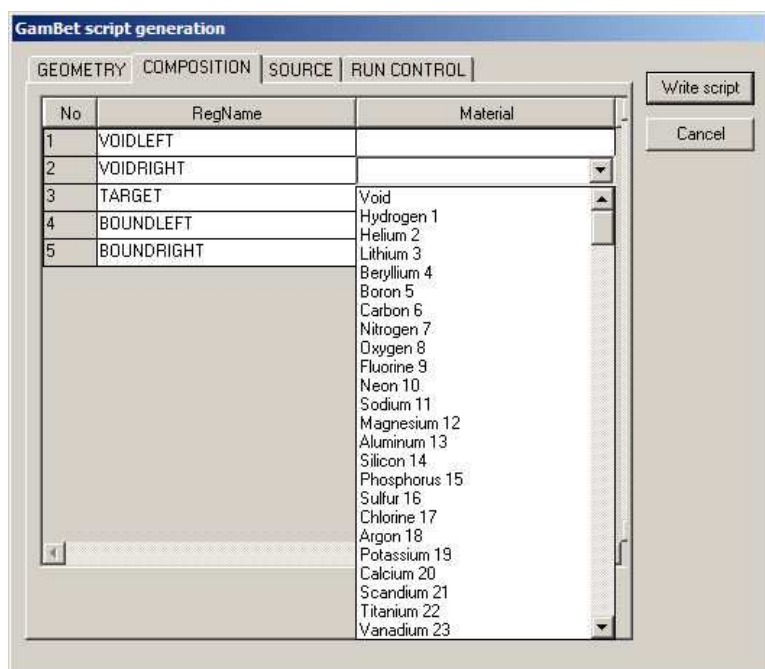 GamBet script generation
GEOMETRY COMPOSITION SOURCE RUN CONTROL
Write script
Cancel
No RegName Material
1 VOIDLEFT
2 VOIDRIGHT
3 TARGET
4 BOUNDLEFT
5 BOUNDRIGHT
Void
Hydrogen 1
Helium 2
Lithium 3
Beryllium 4
Boron 5
Carbon 6
Nitrogen 7
Oxygen 8
Fluorine 9
Neon 10
Sodium 11
Magnesium 12
Aluminum 13
Silicon 14
Phosphorus 15
Sulfur 16
Chlorine 17
Argon 18
Potassium 19
Calcium 20
Scandium 21
Titanium 22
Vanadium 23